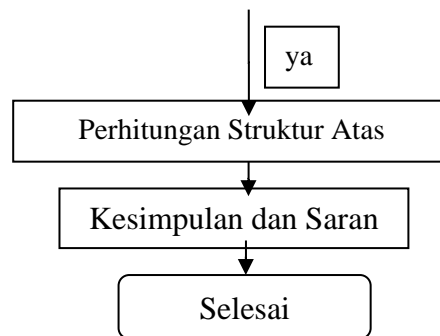 ya
Perhitungan Struktur Atas
Kesimpulan dan Saran
Selesai